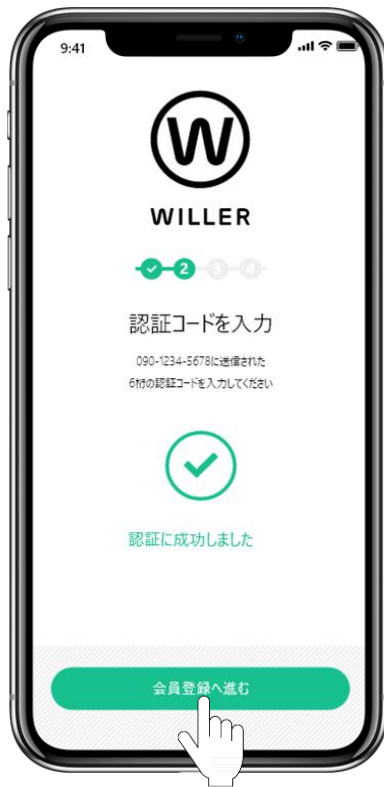 9:41
W
WILLER
2 3 4
認証コードを入力
090-1234-5678に送信された
6桁の認証コードを入力してください
認証に成功しました
会員登録へ進む